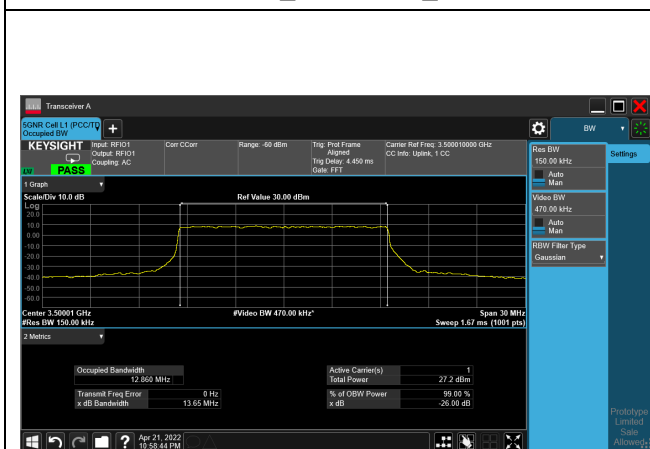 Transceiver A
5GNR Cell L1 (PCC/TD
Occupied BW
BW
KEYSIGHT
LXI
PASS
Input: RFIO1
Output: RFIO1
Coupling: AC
Corr CCorr
Range: -60 dBm
Trig: Prot Frame
Aligned
Trig Delay: 4.450 ms
Gate: FFT
Carrier Ref Freq: 3.500010000 GHz
CC Info: Uplink, 1 CC
Res BW
150.00 kHz
Auto
Man
Settings
Video BW
470.00 kHz
Auto
Man
RBW Filter Type
Gaussian
1 Graph
Scale/Div 10.0 dB
Ref Value 30.00 dBm
Log
20.0
10.0
0.00
-10.0
-20.0
-30.0
-40.0
-50.0
-60.0
Center 3.50001 GHz
#Video BW 470.00 kHz*
Span 30 MHz
#Res BW 150.00 kHz
Sweep 1.67 ms (1001 pts)
2 Metrics
Occupied Bandwidth
12.860 MHz
Active Carrier(s) 1
Total Power 27.2 dBm
Transmit Freq Error 0 Hz
x dB Bandwidth 13.65 MHz
% of OBW Power 99.00 %
x dB -26.00 dB
Prototype
Limited
Sale
Allowed
Apr 21, 2022
10:58:44 PM